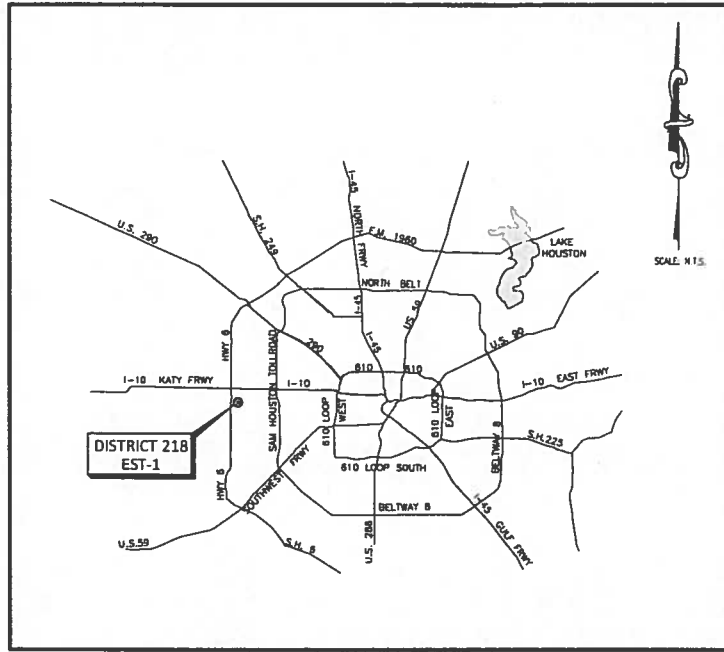 I-45
NORTH FRWY
U.S. 290
S.H. 249
F.M. 1960
LAKE
HOUSTON
SCALE: N.T.S.
NORTH BELT
I-45
US 59
HWY 6
SAM HOUSTON TOLLROAD
290
I-45
U.S. 90
610
610
I-10 KATY FRWY
I-10
610 LOOP
WEST
610 LOOP
EAST
I-10 EAST FRWY
DISTRICT 218
EST-1
S.H.225
BELTWAY 8
HWY 6
SOUTHWEST FRWY
610 LOOP SOUTH
BELTWAY 8
I-45
GULF FRWY
U.S.59
S.H. 6
U.S. 288